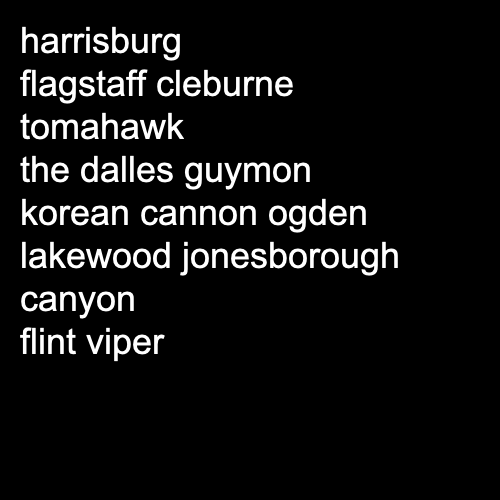 harrisburg
flagstaff cleburne
tomahawk
the dalles guymon
korean cannon ogden
lakewood jonesborough
canyon
flint viper